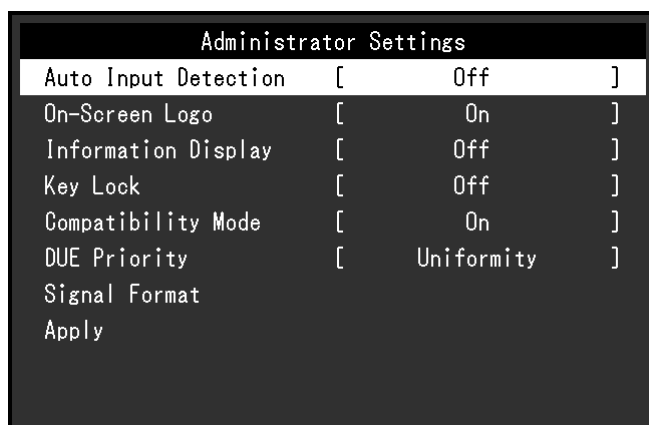 Administrator Settings
Auto Input Detection [ Off ]
On-Screen Logo [ On ]
Information Display [ Off ]
Key Lock [ Off ]
Compatibility Mode [ On ]
DUE Priority [ Uniformity ]
Signal Format
Apply